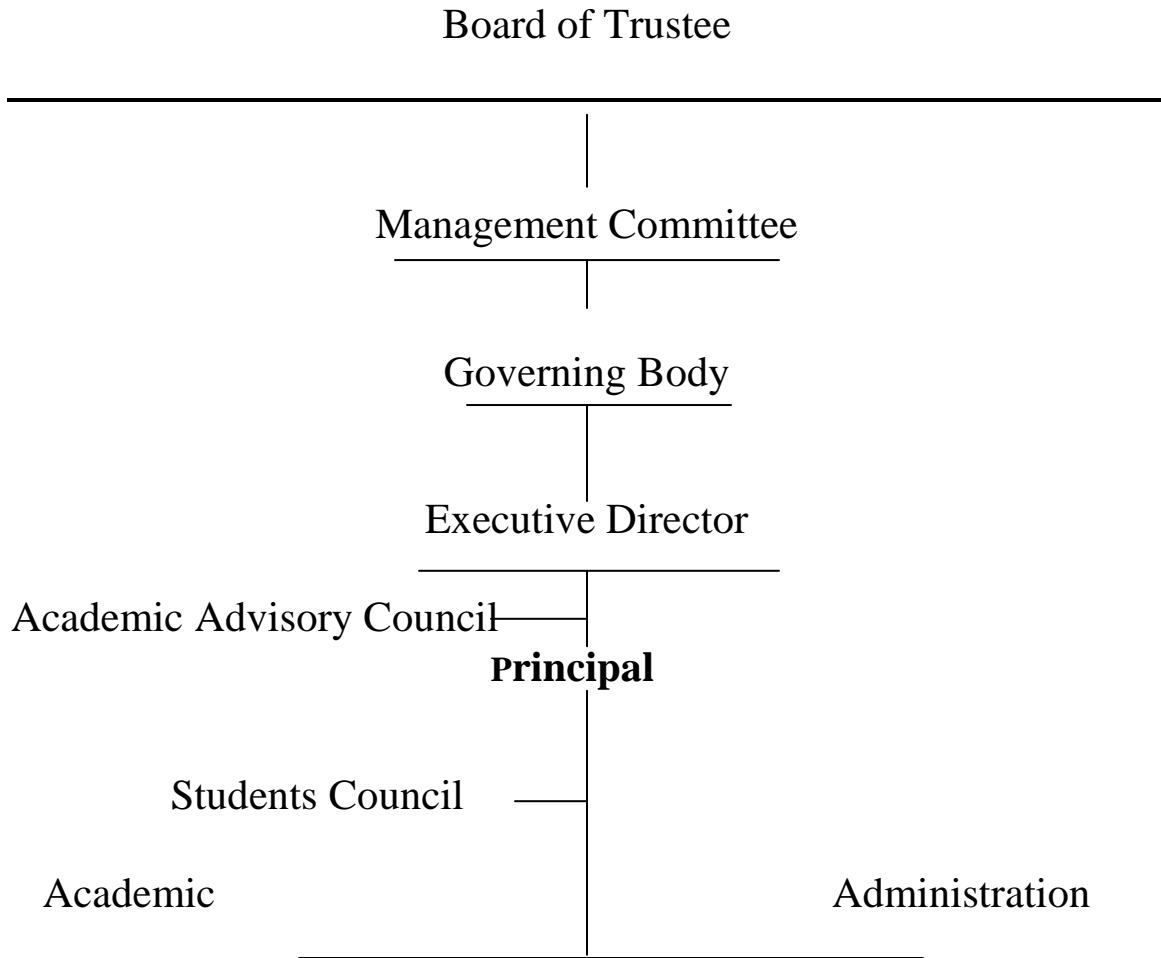 Board of Trustee
Management Committee
Governing Body
Executive Director
Academic Advisory Council
Principal
Students Council
Academic
Administration